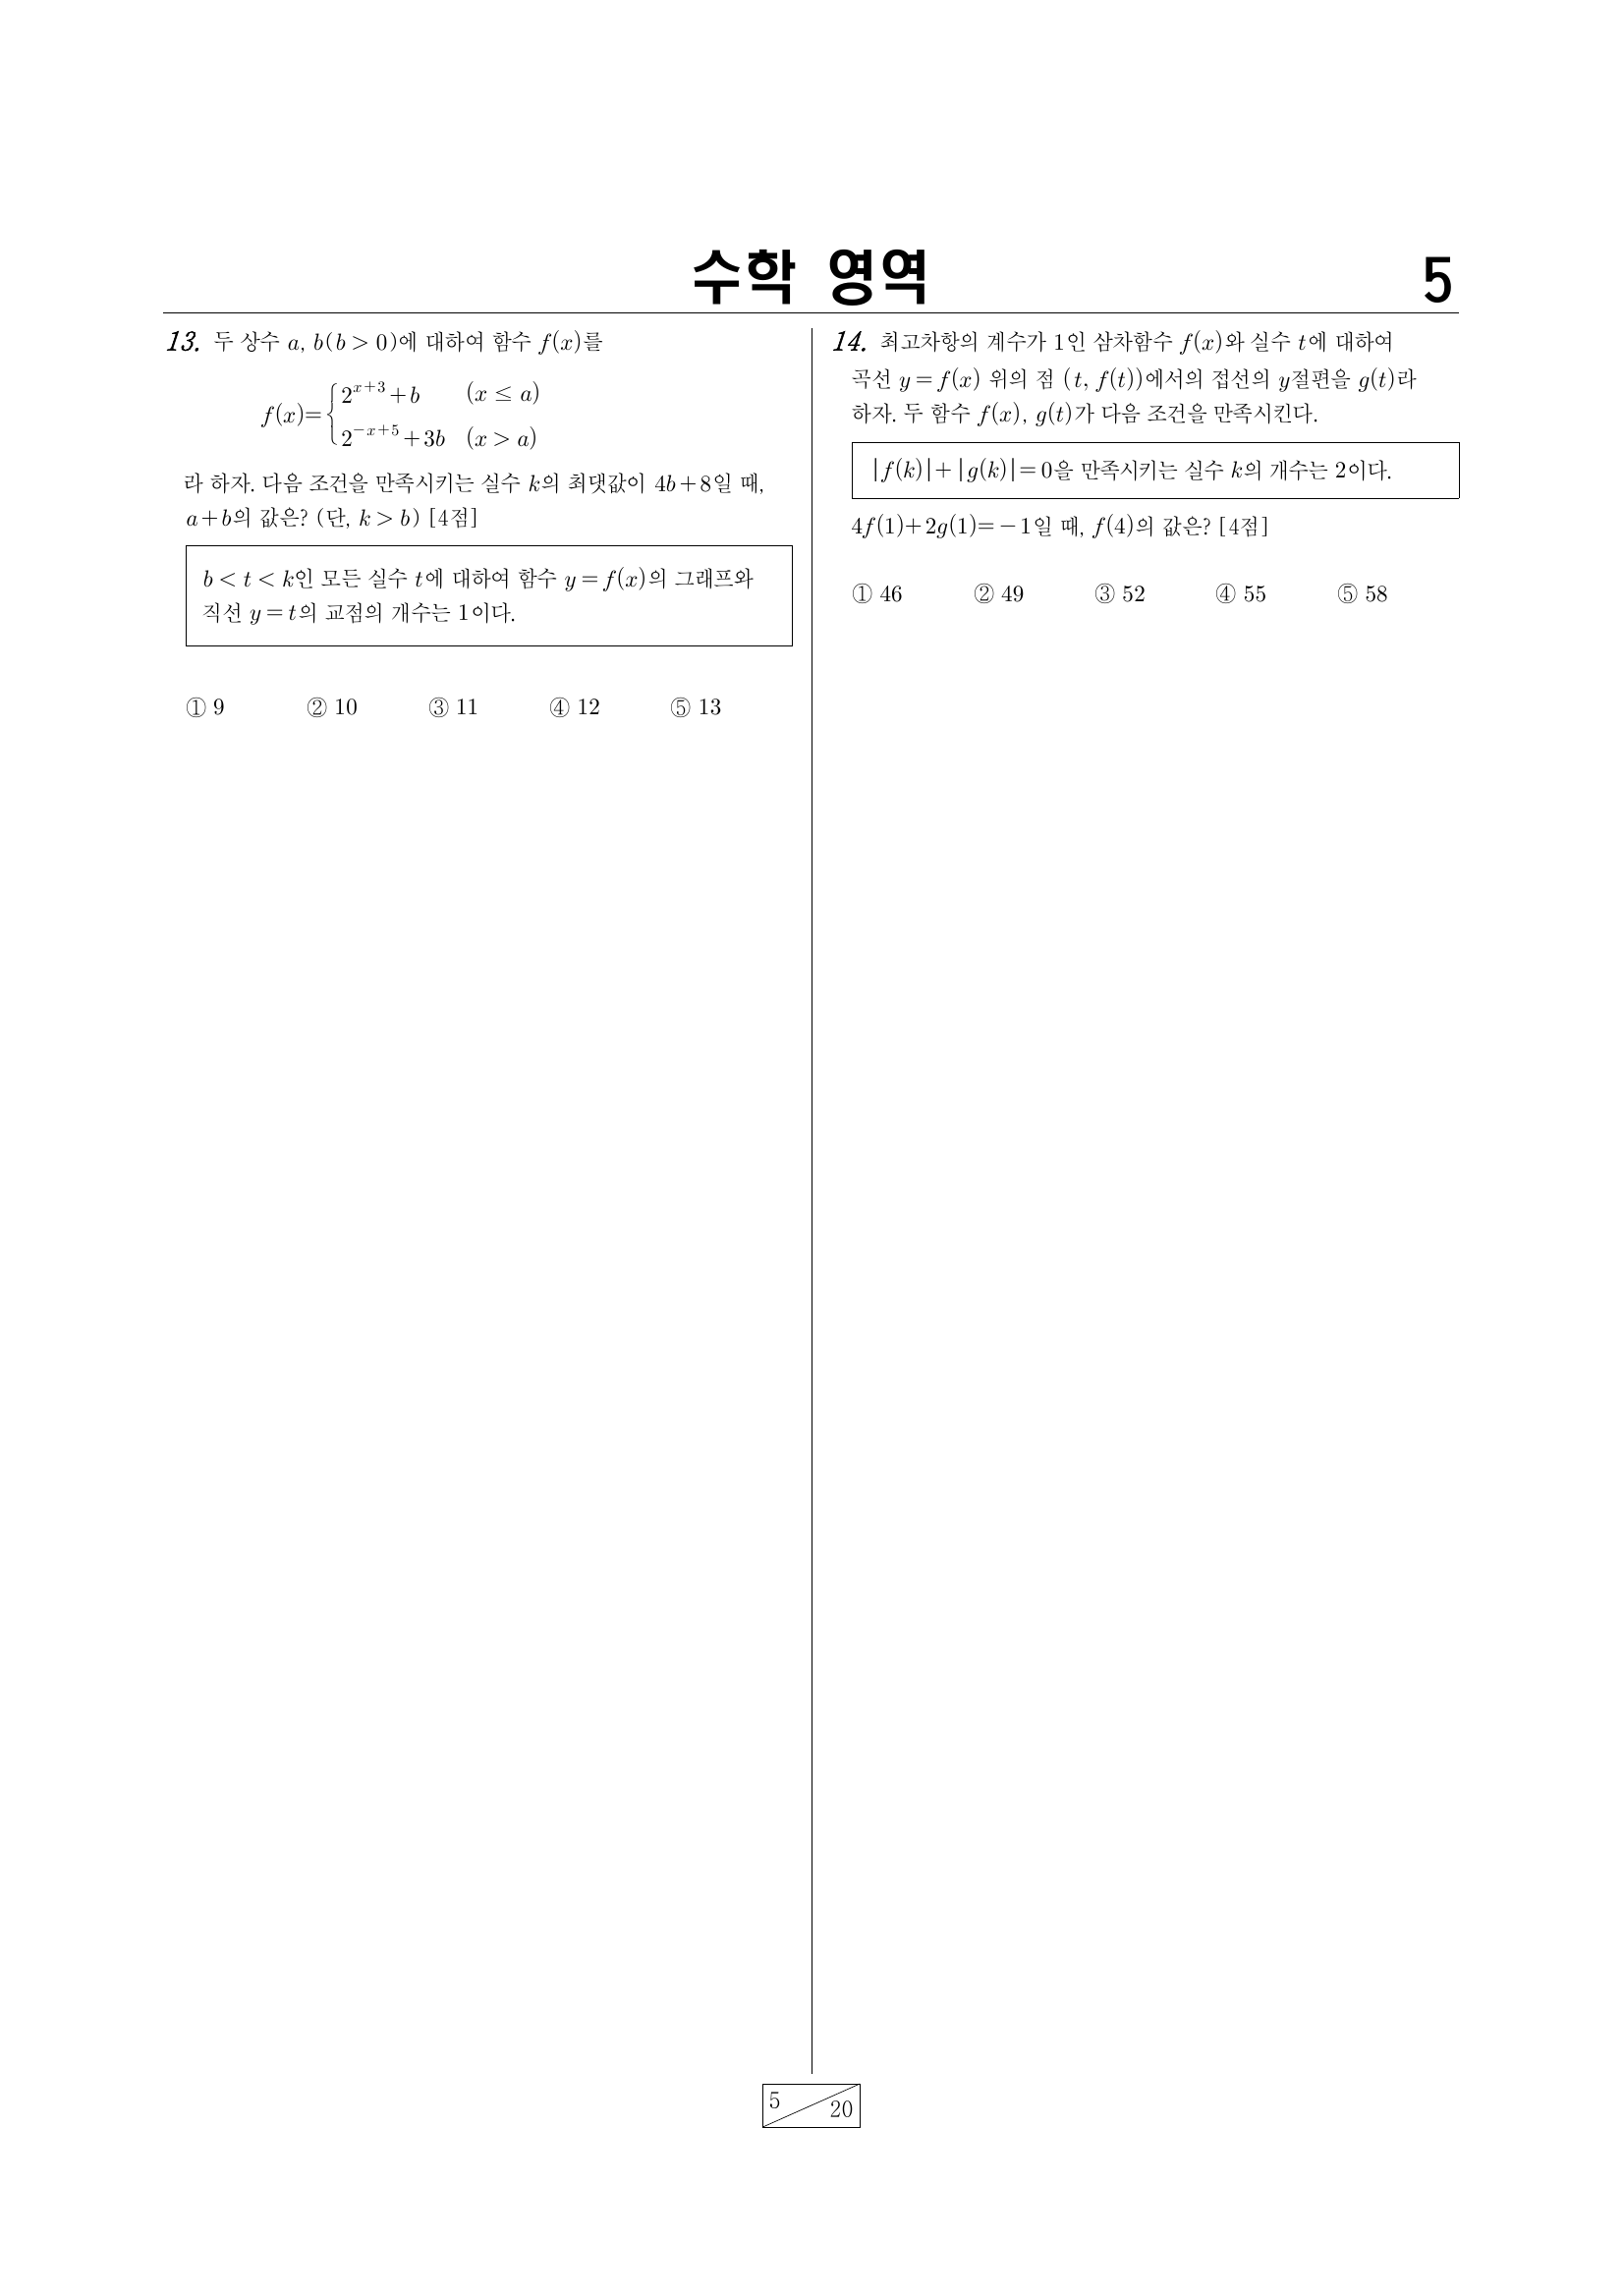 수학 영역
5
13. 두 상수 a, b(b > 0)에 대하여 함수 f(x)를
f(x)= { 2^{x+3}+b (x ≤ a)
2^{-x+5}+3b (x > a)
라 하자. 다음 조건을 만족시키는 실수 k의 최댓값이 4b+8일 때,
a+b의 값은? (단, k > b) [4점]
b < t < k인 모든 실수 t에 대하여 함수 y=f(x)의 그래프와
직선 y=t의 교점의 개수는 1이다.
① 9 ② 10 ③ 11 ④ 12 ⑤ 13
14. 최고차항의 계수가 1인 삼차함수 f(x)와 실수 t에 대하여
곡선 y=f(x) 위의 점 (t, f(t))에서의 접선의 y절편을 g(t)라
하자. 두 함수 f(x), g(t)가 다음 조건을 만족시킨다.
|f(k)|+|g(k)|=0을 만족시키는 실수 k의 개수는 2이다.
4f(1)+2g(1)=-1일 때, f(4)의 값은? [4점]
① 46 ② 49 ③ 52 ④ 55 ⑤ 58
5
20